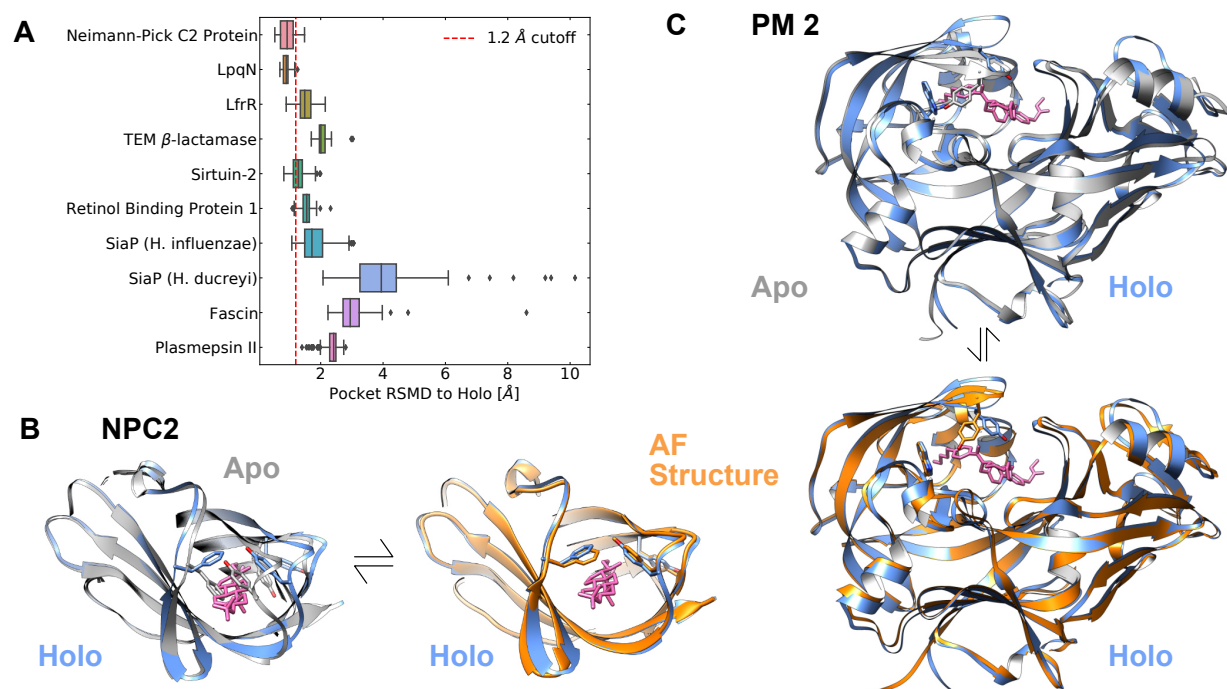 A
Neimann-Pick C2 Protein
LpqN
LfrR
TEM β-lactamase
Sirtuin-2
Retinol Binding Protein 1
SiaP (H. influenzae)
SiaP (H. ducreyi)
Fascin
Plasmepsin II
1.2 Å cutoff
2 4 6 8 10
Pocket RSMD to Holo [Å]
B NPC2
Apo
Holo
AF
Structure
Holo
C PM 2
Apo
Holo
Holo